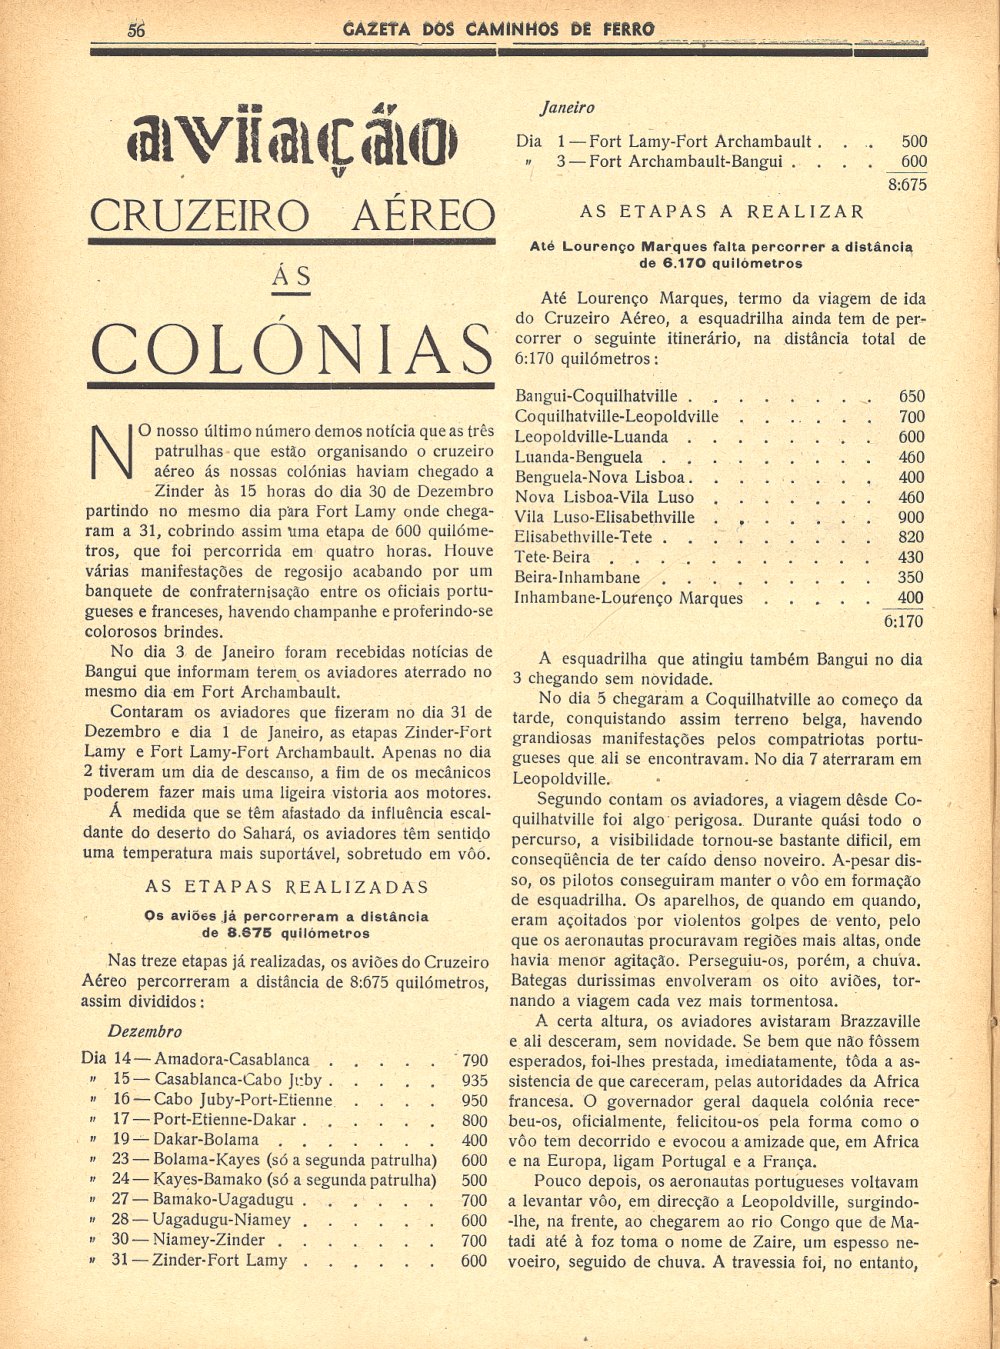 56
GAZETA DOS CAMINHOS DE FERRO
aviação
CRUZEIRO AÉREO
ÁS
COLÓNIAS
NO nosso último número demos notícia que as três
patrulhas que estão organisando o cruzeiro
aéreo ás nossas colónias haviam chegado a
Zinder às 15 horas do dia 30 de Dezembro
partindo no mesmo dia para Fort Lamy onde chega-
ram a 31, cobrindo assim uma etapa de 600 quilóme-
tros, que foi percorrida em quatro horas. Houve
várias manifestações de regosijo acabando por um
banquete de confraternisação entre os oficiais portu-
gueses e franceses, havendo champanhe e proferindo-se
colorosos brindes.
No dia 3 de Janeiro foram recebidas notícias de
Bangui que informam terem os aviadores aterrado no
mesmo dia em Fort Archambault.
Contaram os aviadores que fizeram no dia 31 de
Dezembro e dia 1 de Janeiro, as etapas Zinder-Fort
Lamy e Fort Lamy-Fort Archambault. Apenas no dia
2 tiveram um dia de descanso, a fim de os mecânicos
poderem fazer mais uma ligeira vistoria aos motores.
Á medida que se têm afastado da influência escal-
dante do deserto do Sahará, os aviadores têm sentido
uma temperatura mais suportável, sobretudo em vôo.
AS ETAPAS REALIZADAS
Os aviões já percorreram a distância
de 8.675 quilómetros
Nas treze etapas já realizadas, os aviões do Cruzeiro
Aéreo percorreram a distância de 8:675 quilómetros,
assim divididos:
Dezembro
Dia 14—Amadora-Casablanca . . . . . 790
" 15—Casablanca-Cabo Juby . . . . . 935
" 16—Cabo Juby-Port-Etienne . . . . 950
" 17—Port-Etienne-Dakar . . . . . . 800
" 19—Dakar-Bolama . . . . . . . 400
" 23—Bolama-Kayes (só a segunda patrulha) 600
" 24—Kayes-Bamako (só a segunda patrulha) 500
" 27—Bamako-Uagadugu . . . . . . 700
" 28—Uagadugu-Niamey . . . . . . 600
" 30—Niamey-Zinder . . . . . . . 700
" 31—Zinder-Fort Lamy . . . . . . 600
Janeiro
Dia 1—Fort Lamy-Fort Archambault . . . 500
" 3—Fort Archambault-Bangui . . . . 600
8:675
AS ETAPAS A REALIZAR
Até Lourenço Marques falta percorrer a distância
de 6.170 quilómetros
Até Lourenço Marques, termo da viagem de ida
do Cruzeiro Aéreo, a esquadrilha ainda tem de per-
correr o seguinte itinerário, na distância total de
6:170 quilómetros:
Bangui-Coquilhatville . . . . . . . . 650
Coquilhatville-Leopoldville . . . . . . . 700
Leopoldville-Luanda . . . . . . . . 600
Luanda-Benguela . . . . . . . . . 460
Benguela-Nova Lisboa . . . . . . . . 400
Nova Lisboa-Vila Luso . . . . . . . 460
Vila Luso-Elisabethville . . . . . . . 900
Elisabethville-Tete . . . . . . . . . 820
Tete-Beira . . . . . . . . . . . 430
Beira-Inhambane . . . . . . . . . 350
Inhambane-Lourenço Marques . . . . . 400
6:170
A esquadrilha que atingiu também Bangui no dia
3 chegando sem novidade.
No dia 5 chegaram a Coquilhatville ao começo da
tarde, conquistando assim terreno belga, havendo
grandiosas manifestações pelos compatriotas portu-
gueses que ali se encontravam. No dia 7 aterraram em
Leopoldville.
Segundo contam os aviadores, a viagem dêsde Co-
quilhatville foi algo perigosa. Durante quási todo o
percurso, a visibilidade tornou-se bastante dificil, em
conseqüência de ter caído denso noveiro. A-pesar dis-
so, os pilotos conseguiram manter o vôo em formação
de esquadrilha. Os aparelhos, de quando em quando,
eram açoitados por violentos golpes de vento, pelo
que os aeronautas procuravam regiões mais altas, onde
havia menor agitação. Perseguiu-os, porém, a chuva.
Bategas durissimas envolveram os oito aviões, tor-
nando a viagem cada vez mais tormentosa.
A certa altura, os aviadores avistaram Brazzaville
e ali desceram, sem novidade. Se bem que não fôssem
esperados, foi-lhes prestada, imediatamente, tôda a as-
sistencia de que careceram, pelas autoridades da Africa
francesa. O governador geral daquela colónia rece-
beu-os, oficialmente, felicitou-os pela forma como o
vôo tem decorrido e evocou a amizade que, em Africa
e na Europa, ligam Portugal e a França.
Pouco depois, os aeronautas portugueses voltavam
a levantar vôo, em direcção a Leopoldville, surgindo-
-lhe, na frente, ao chegarem ao rio Congo que de Ma-
tadi até à foz toma o nome de Zaire, um espesso ne-
voeiro, seguido de chuva. A travessia foi, no entanto,